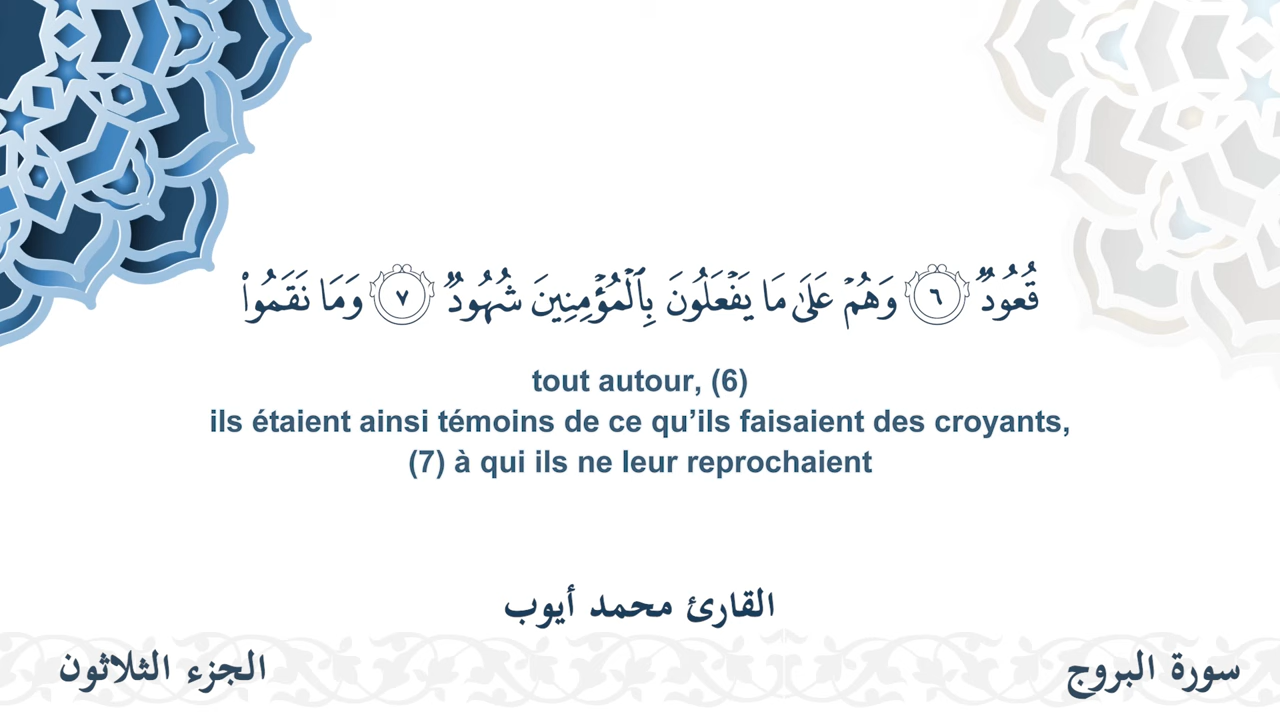 قُعُودٌ ٦ وَهُمۡ عَلَىٰ مَا يَفۡعَلُونَ بِٱلۡمُؤۡمِنِينَ شُهُودٌ ٧ وَمَا نَقَمُواْ
tout autour, (6)
ils étaient ainsi témoins de ce qu’ils faisaient des croyants,
(7) à qui ils ne leur reprochaient
القارئ محمد أيوب
سورة البروج
الجزء الثلاثون